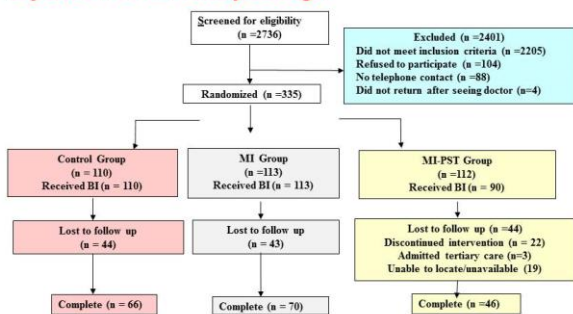 Screened for eligibility
(n =2736)
Excluded (n =2401)
Did not meet inclusion criteria (n =2205)
Refused to participate (n =104)
No telephone contact (n =88)
Did not return after seeing doctor (n=4)
Randomized (n =335)
Control Group
(n = 110)
Received BI (n = 110)
MI Group
(n =113)
Received BI (n = 113)
MI-PST Group
(n =112)
Received BI (n = 90)
Lost to follow up
(n = 44)
Lost to follow up
(n = 43)
Lost to follow up (n =44)
Discontinued intervention (n = 22)
Admitted tertiary care (n=3)
Unable to locate/unavailable (19)
Complete (n = 66)
Complete (n = 70)
Complete (n =46)